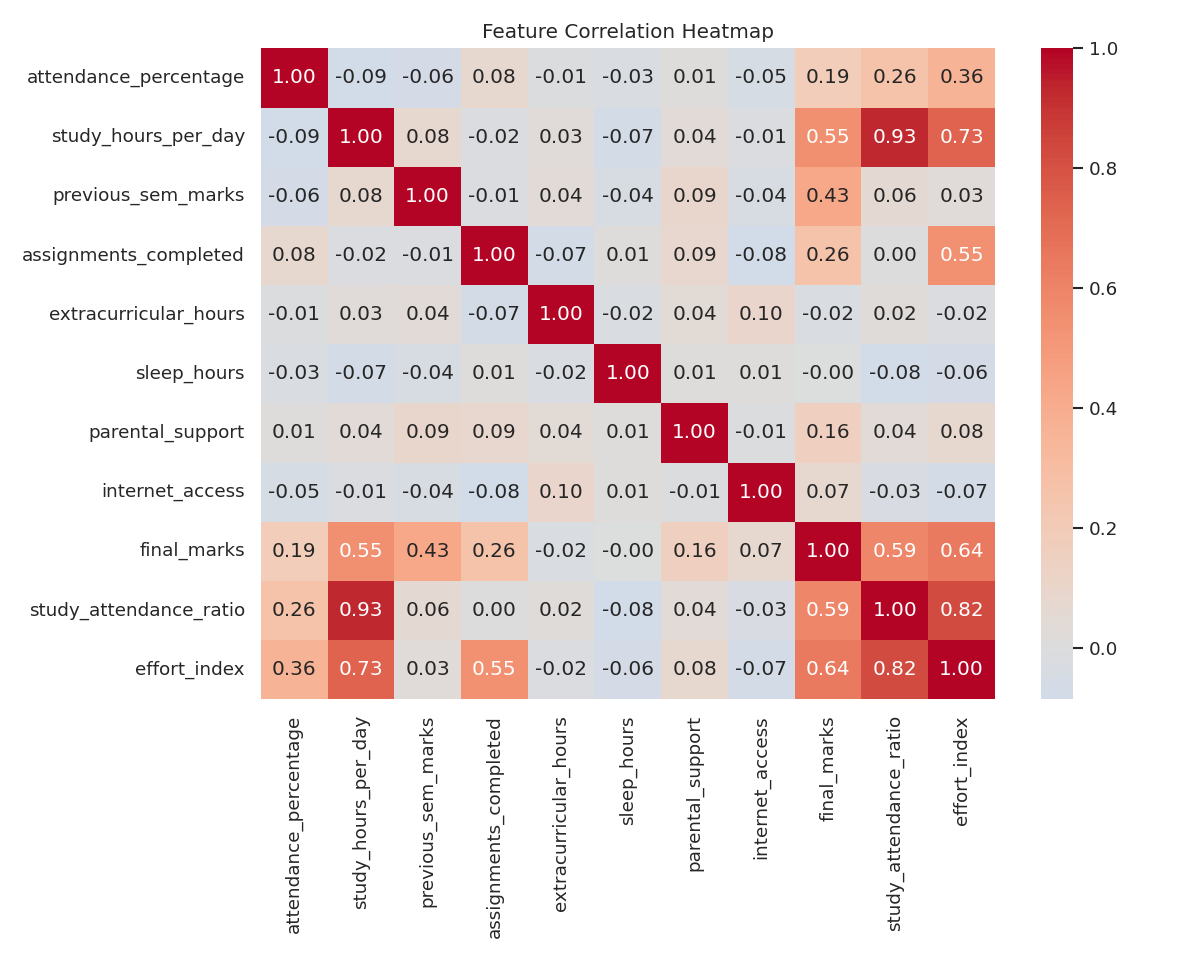 Feature Correlation Heatmap
attendance_percentage 1.00 -0.09 -0.06 0.08 -0.01 -0.03 0.01 -0.05 0.19 0.26 0.36
study_hours_per_day -0.09 1.00 0.08 -0.02 0.03 -0.07 0.04 -0.01 0.55 0.93 0.73
previous_sem_marks -0.06 0.08 1.00 -0.01 0.04 -0.04 0.09 -0.04 0.43 0.06 0.03
assignments_completed 0.08 -0.02 -0.01 1.00 -0.07 0.01 0.09 -0.08 0.26 0.00 0.55
extracurricular_hours -0.01 0.03 0.04 -0.07 1.00 -0.02 0.04 0.10 -0.02 0.02 -0.02
sleep_hours -0.03 -0.07 -0.04 0.01 -0.02 1.00 0.01 0.01 -0.00 -0.08 -0.06
parental_support 0.01 0.04 0.09 0.09 0.04 0.01 1.00 -0.01 0.16 0.04 0.08
internet_access -0.05 -0.01 -0.04 -0.08 0.10 0.01 -0.01 1.00 0.07 -0.03 -0.07
final_marks 0.19 0.55 0.43 0.26 -0.02 -0.00 0.16 0.07 1.00 0.59 0.64
study_attendance_ratio 0.26 0.93 0.06 0.00 0.02 -0.08 0.04 -0.03 0.59 1.00 0.82
effort_index 0.36 0.73 0.03 0.55 -0.02 -0.06 0.08 -0.07 0.64 0.82 1.00
attendance_percentage
study_hours_per_day
previous_sem_marks
assignments_completed
extracurricular_hours
sleep_hours
parental_support
internet_access
final_marks
study_attendance_ratio
effort_index
1.0
0.8
0.6
0.4
0.2
0.0